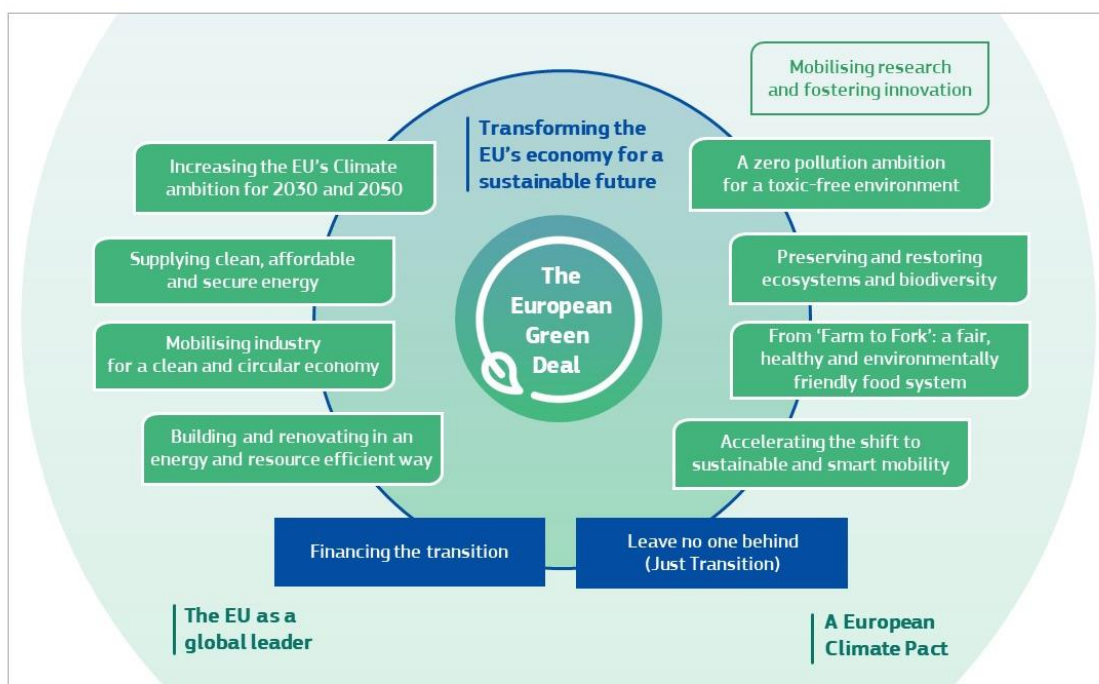 Mobilising research
and fostering innovation
Transforming the
EU's economy for a
sustainable future
Increasing the EU's Climate
ambition for 2030 and 2050
A zero pollution ambition
for a toxic-free environment
Supplying clean, affordable
and secure energy
The
European
Green
Deal
Preserving and restoring
ecosystems and biodiversity
Mobilising industry
for a clean and circular economy
From ‘Farm to Fork’: a fair,
healthy and environmentally
friendly food system
Building and renovating in an
energy and resource efficient way
Accelerating the shift to
sustainable and smart mobility
Financing the transition
Leave no one behind
(Just Transition)
The EU as a
global leader
A European
Climate Pact